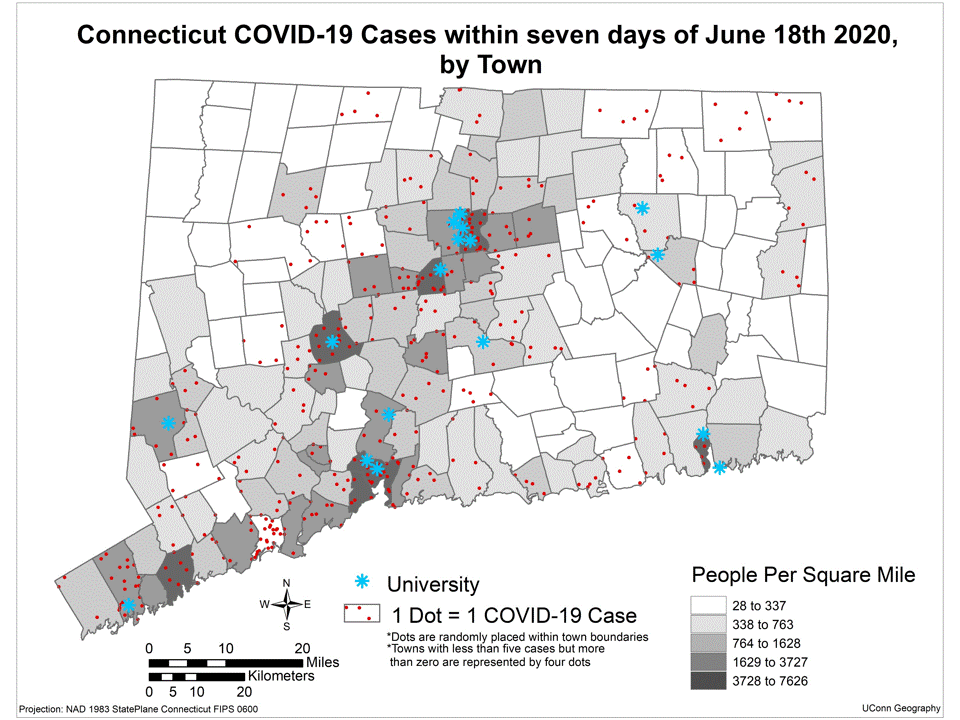 Connecticut COVID-19 Cases within seven days of June 18th 2020,
by Town
N
W E
S
University
1 Dot = 1 COVID-19 Case
*Dots are randomly placed within town boundaries
*Towns with less than five cases but more
than zero are represented by four dots
People Per Square Mile
28 to 337
338 to 763
764 to 1628
1629 to 3727
3728 to 7626
0 5 10 20
Miles
Kilometers
0 5 10 20
Projection: NAD 1983 StatePlane Connecticut FIPS 0600
UConn Geography